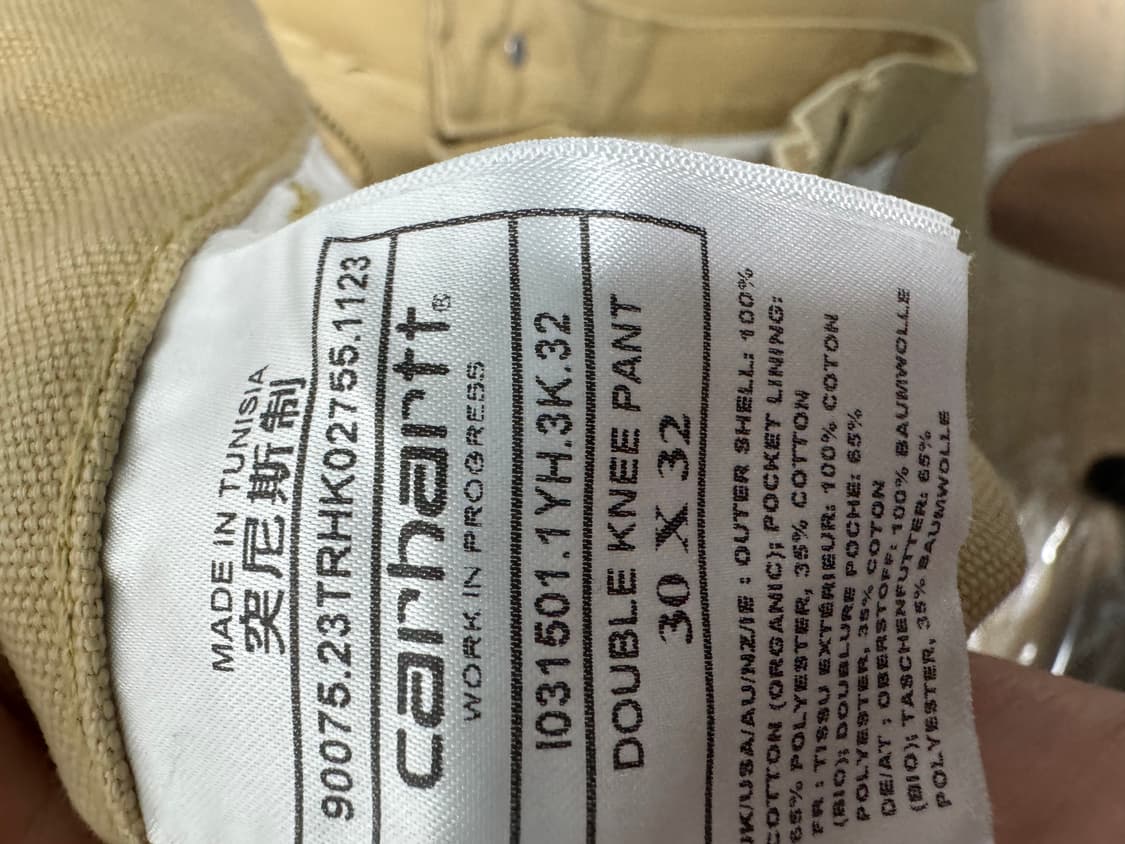 MADE IN TUNISIA
突尼斯制
90075.23TRHK02755.1123
carhartt®
WORK IN PROGRESS
I031501.1YH.3K.32
DOUBLE KNEE PANT
30 X 32
UK/USA/AU/NZ/IE : OUTER SHELL: 100%
COTTON (ORGANIC); POCKET LINING:
65% POLYESTER, 35% COTTON
FR : TISSU EXTÉRIEUR: 100% COTON
(BIO); DOUBLURE POCHE: 65%
POLYESTER, 35% COTON
DE/AT : OBERSTOFF: 100% BAUMWOLLE
(BIO); TASCHENFUTTER: 65%
POLYESTER, 35% BAUMWOLLE